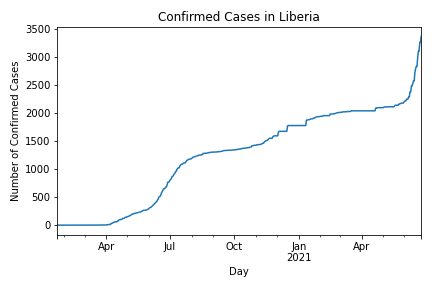 Confirmed Cases in Liberia
3500
3000
2500
2000
1500
1000
500
0
Number of Confirmed Cases
Apr
Jul
Oct
Jan
2021
Apr
Day